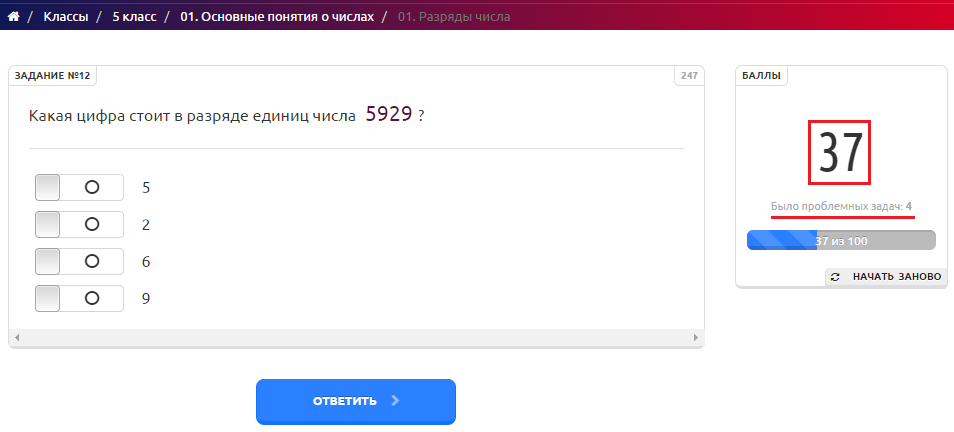 / Классы / 5 класс / 01. Основные понятия о числах / 01. Разряды числа
ЗАДАНИЕ №12
247
Какая цифра стоит в разряде единиц числа 5929 ?
5
2
6
9
ОТВЕТИТЬ
БАЛЛЫ
37
Было проблемных задач: 4
37 из 100
НАЧАТЬ ЗАНОВО